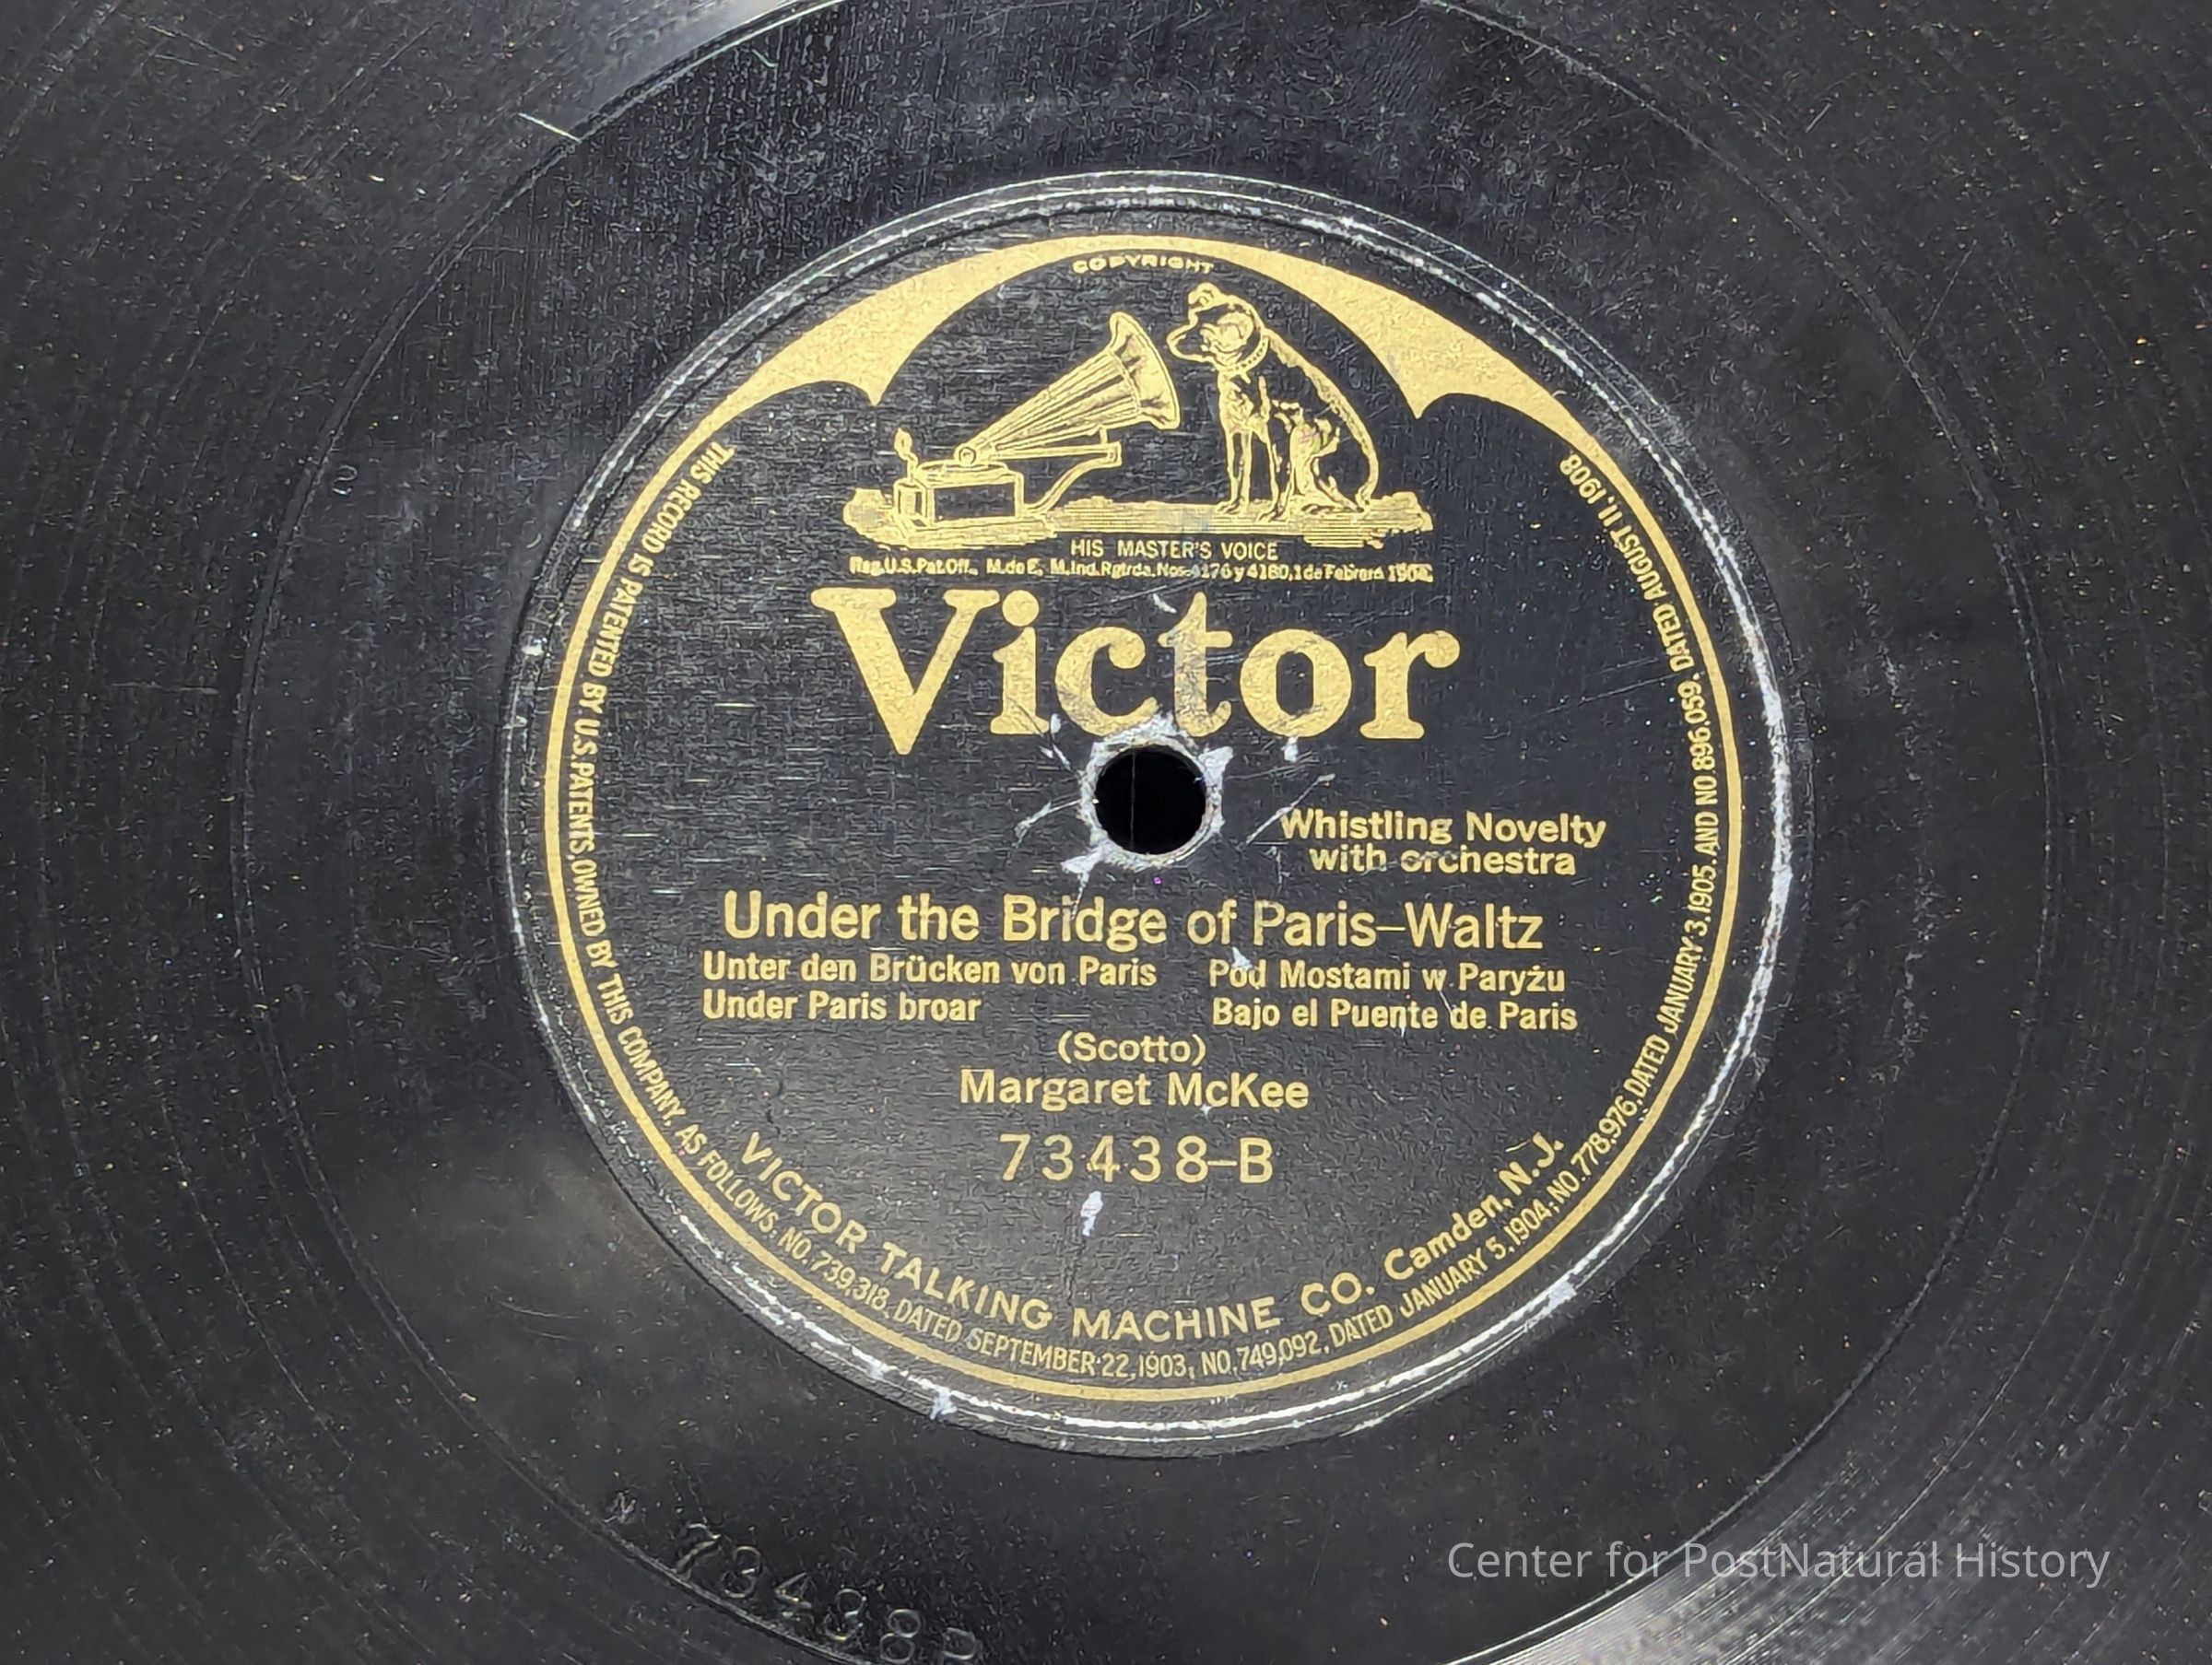 COPYRIGHT
HIS MASTER'S VOICE
Reg.U.S.Pat.Off., M.de E, M.Ind.Rgtrda.Nos.4176 y 4180,1 de Febrero 1904.
Victor
Whistling Novelty
with orchestra
Under the Bridge of Paris–Waltz
Unter den Brücken von Paris
Pod Mostami w Paryżu
Under Paris broar
Bajo el Puente de Paris
(Scotto)
Margaret McKee
73438–B
VICTOR TALKING MACHINE CO. Camden, N.J.
THIS RECORD IS PATENTED BY U.S.PATENTS, OWNED BY THIS COMPANY, AS FOLLOWS. NO.739,318, DATED SEPTEMBER 22,1903; NO.749,092, DATED JANUARY 5,1904; NO.778,976, DATED JANUARY 3,1905. AND NO 896,059. DATED AUGUST 11, 1908
73438B
Center for PostNatural History